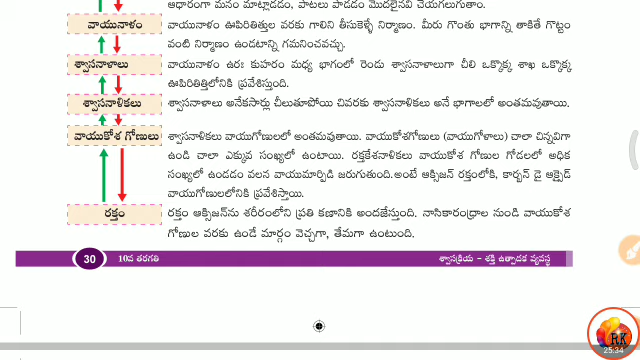 ఆధారంగా మనం మాట్లాడడం, పాటలు పాడడం మొదలైనవి చేయగలుగుతాం.
వాయునాళం వాయునాళం ఊపిరితిత్తుల వరకు గాలిని తీసుకెళ్ళే నిర్మాణం. మీరు గొంతు భాగాన్ని తాకితే గొట్టం
వంటి నిర్మాణం ఉండటాన్ని గమనించవచ్చు.
శ్వాసనాళాలు వాయునాళం ఉరః కుహరం మధ్య భాగంలో రెండు శ్వాసనాళాలుగా చీలి ఒక్కొక్క శాఖ ఒక్కొక్క
ఊపిరితిత్తిలోనికి ప్రవేశిస్తుంది.
శ్వాసనాళికలు శ్వాసనాళాలు అనేకసార్లు చీలుతూపోయి చివరకు శ్వాసనాళికలు అనే భాగాలలో అంతమవుతాయి.
వాయుకోశ గోణులు శ్వాసనాళికలు వాయుగోణులలో అంతమవుతాయి. వాయుకోశగోణులు (వాయుగోళాలు) చాలా చిన్నవిగా
ఉండి చాలా ఎక్కువ సంఖ్యలో ఉంటాయి. రక్తకేశనాళికలు వాయుకోశ గోణుల గోడలలో అధిక
సంఖ్యలో ఉండడం వలన వాయుమార్పిడి జరుగుతుంది.అంటే ఆక్సిజన్ రక్తంలోకి, కార్బన్ డై ఆక్సైడ్
వాయుగోణులలోనికి ప్రవేశిస్తాయి.
రక్తం రక్తం ఆక్సిజన్‌ను శరీరంలోని ప్రతి కణానికి అందజేస్తుంది. నాసికారంధ్రాల నుండి వాయుకోశ
గోణుల వరకు ఉండే మార్గం వెచ్చగా, తేమగా ఉంటుంది.
30 10వ తరగతి శ్వాసక్రియ - శక్తి ఉత్పాదక వ్యవస్థ
RK
25:34